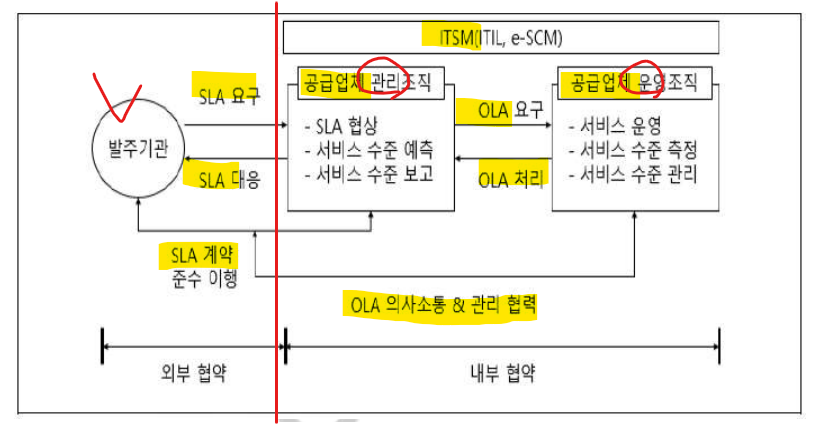 ITSM(ITIL, e-SCM)
SLA 요구
공급업체 관리조직
OLA 요구
공급업체 운영조직
발주기관
- SLA 협상
- 서비스 수준 예측
- 서비스 수준 보고
- 서비스 운영
- 서비스 수준 측정
- 서비스 수준 관리
SLA 대응
OLA 처리
SLA 계약
준수 이행
OLA 의사소통 & 관리 협력
외부 협약
내부 협약